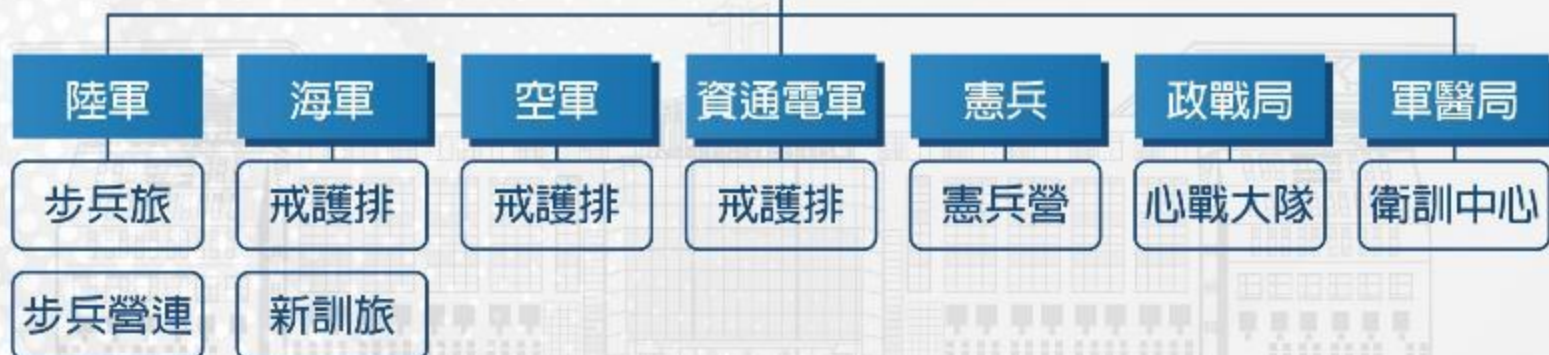 陸軍 海軍 空軍 資通電軍 憲兵 政戰局 軍醫局
步兵旅 戒護排 戒護排 戒護排 憲兵營 心戰大隊 衛訓中心
步兵營連 新訓旅